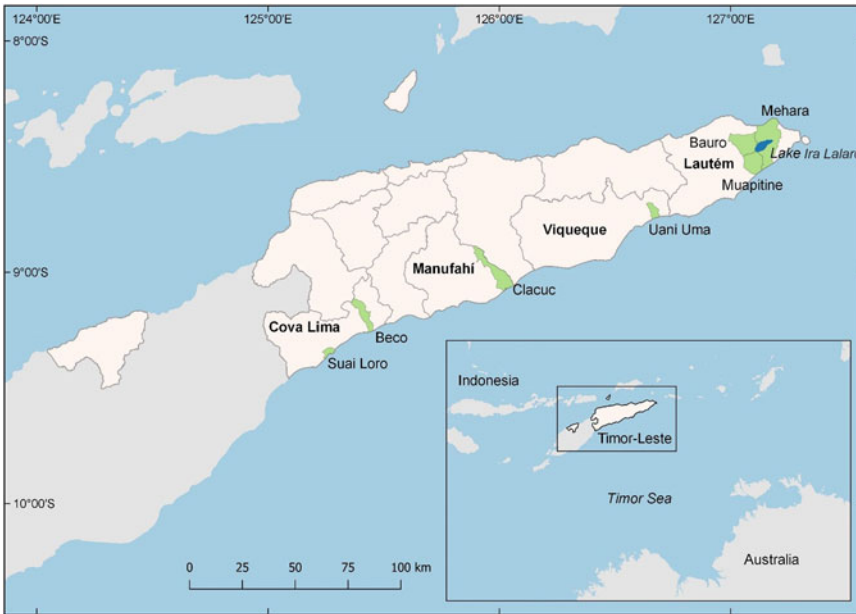 124°00'E
125°00'E
126°00'E
127°00'E
8°00'S
Mehara
Bauro
Lake Ira Lalaru
Lautém
Muapitine
Viqueque
Uani Uma
9°00'S
Manufahí
Clacuc
Cova Lima
Beco
Suai Loro
Indonesia
Timor-Leste
10°00'S
Timor Sea
Australia
0 25 50 75 100 km